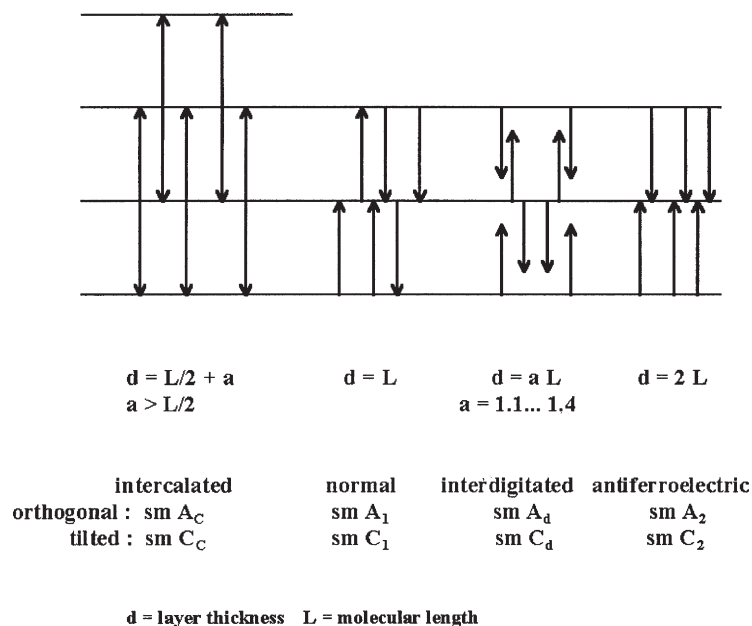 d = L/2 + a d = L d = a L d = 2 L
a > L/2 a = 1.1... 1,4
intercalated normal interdigitated antiferroelectric
orthogonal : sm A_C sm A_1 sm A_d sm A_2
tilted : sm C_C sm C_1 sm C_d sm C_2
d = layer thickness L = molecular length